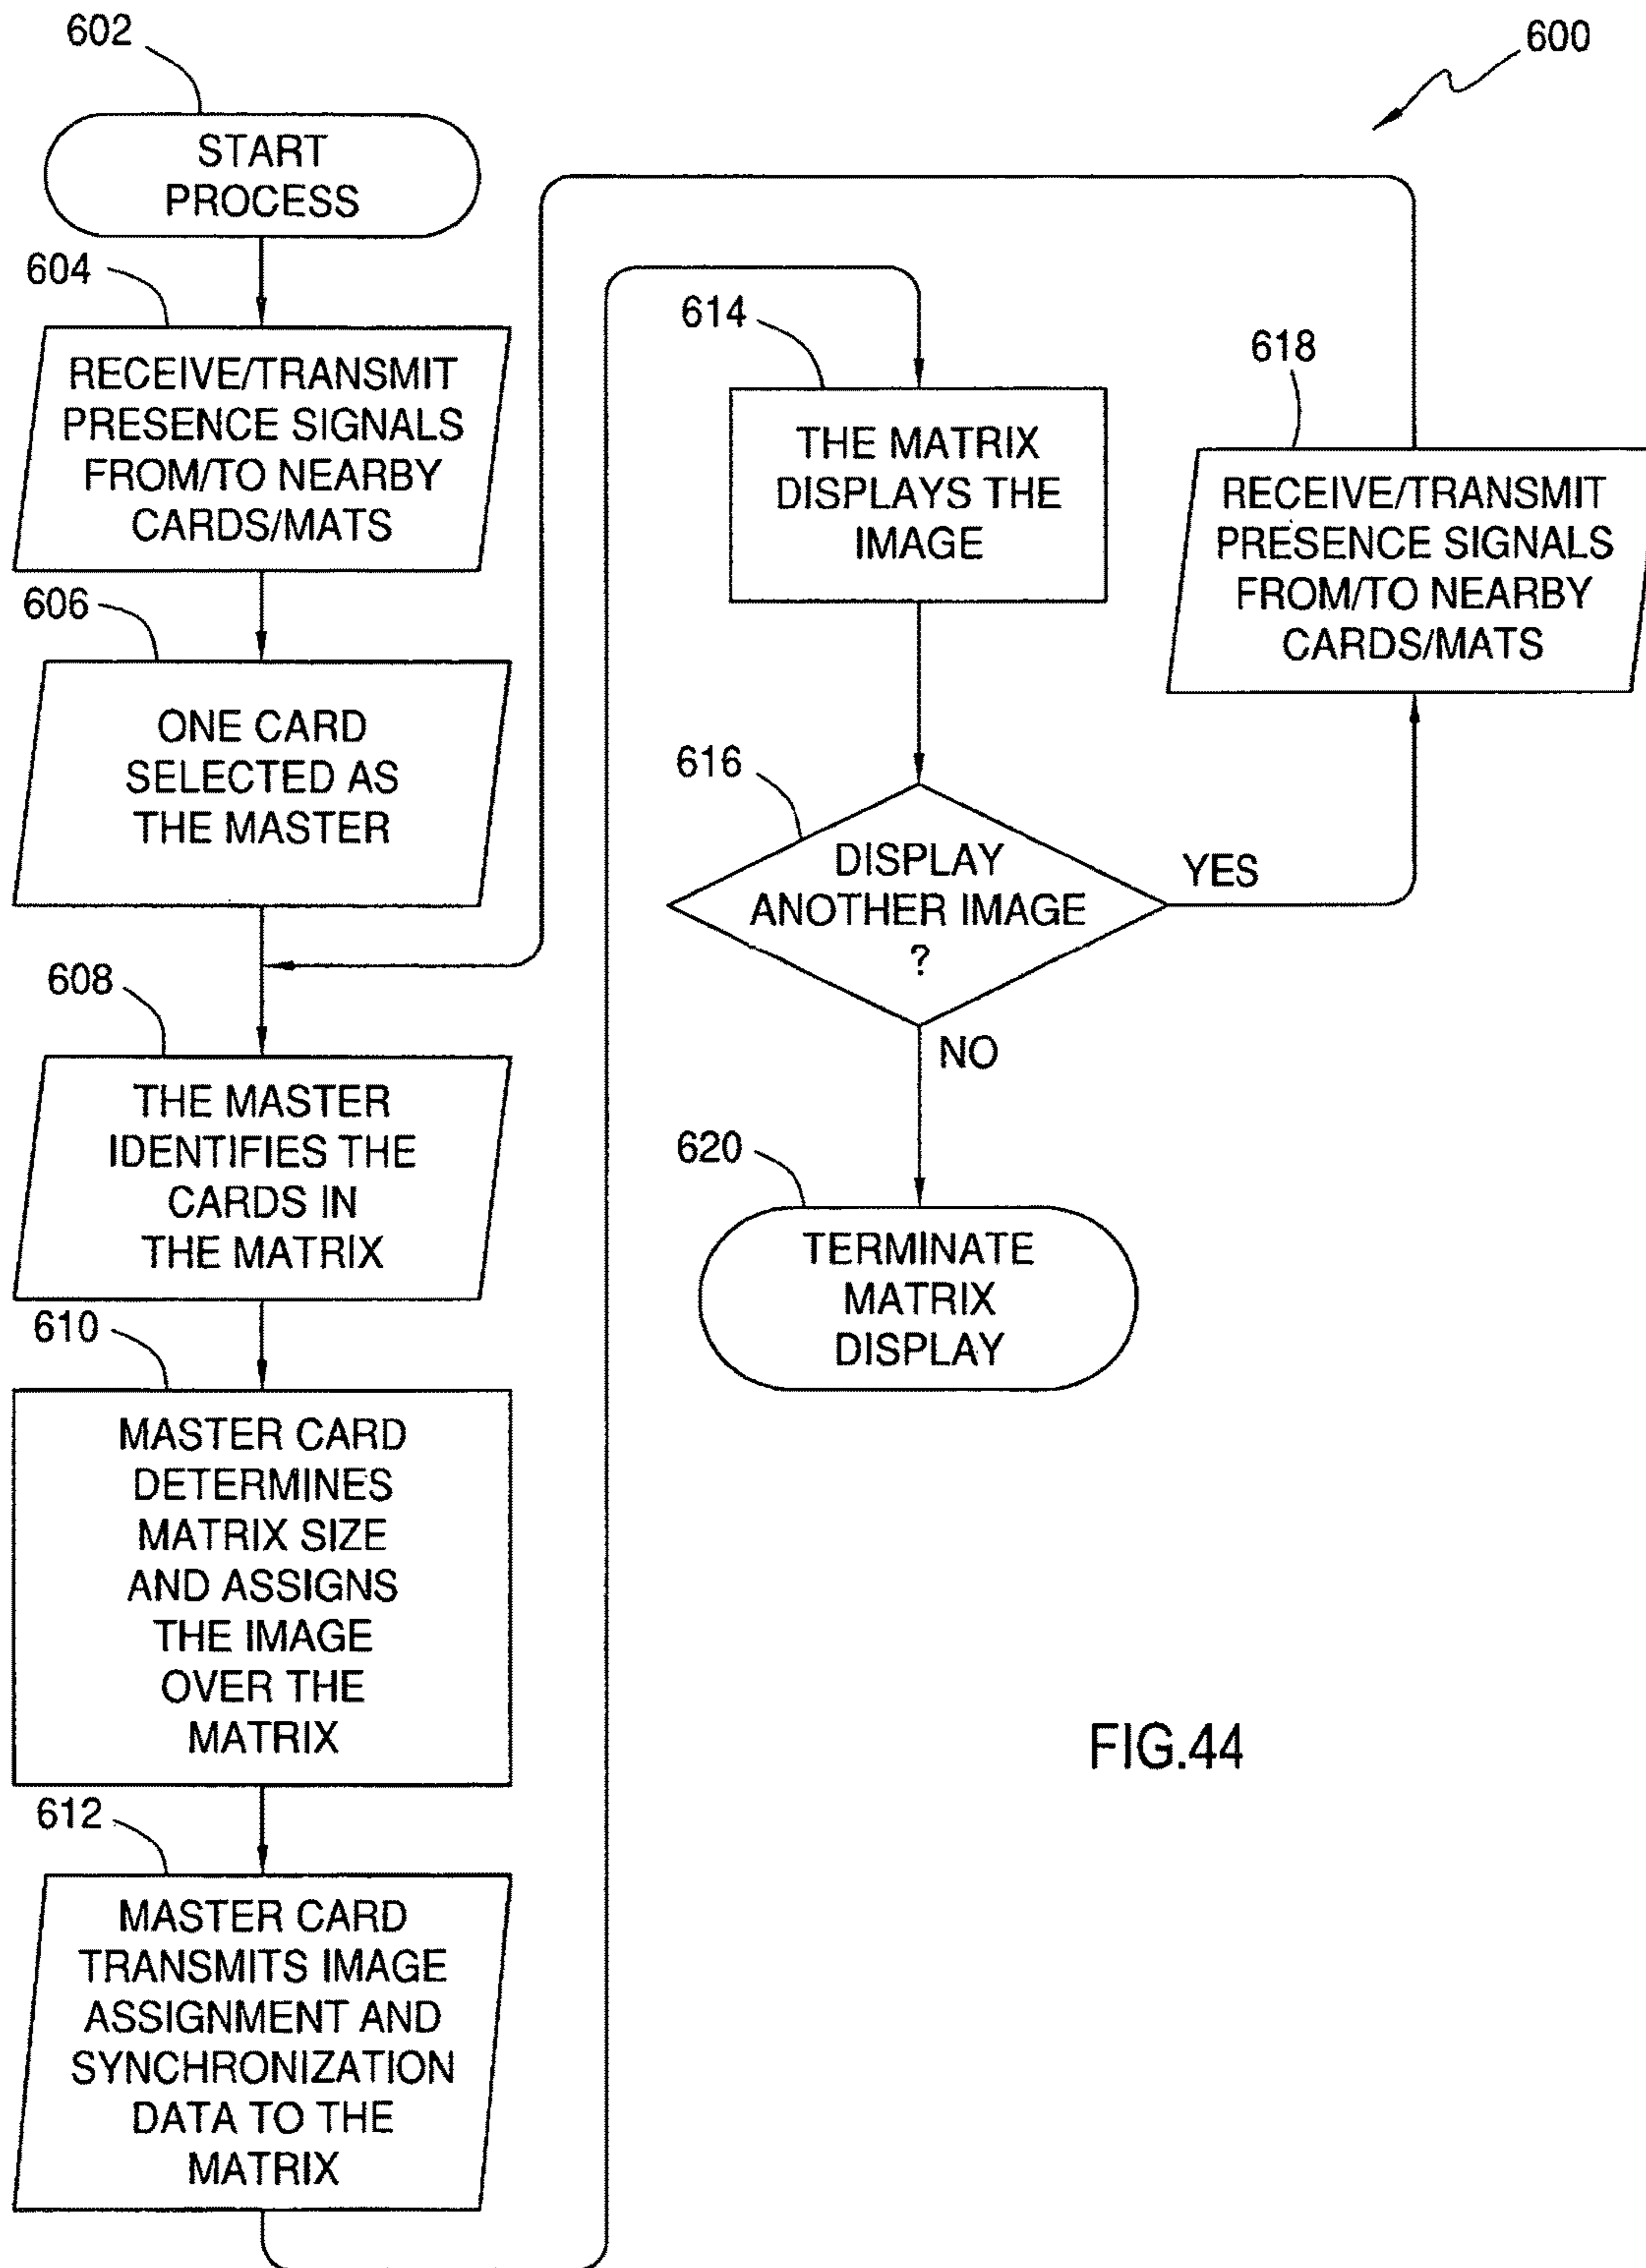 602
600
START
PROCESS
604
RECEIVE/TRANSMIT
PRESENCE SIGNALS
FROM/TO NEARBY
CARDS/MATS
606
ONE CARD
SELECTED AS
THE MASTER
608
THE MASTER
IDENTIFIES THE
CARDS IN
THE MATRIX
610
MASTER CARD
DETERMINES
MATRIX SIZE
AND ASSIGNS
THE IMAGE
OVER THE
MATRIX
612
MASTER CARD
TRANSMITS IMAGE
ASSIGNMENT AND
SYNCHRONIZATION
DATA TO THE
MATRIX
614
THE MATRIX
DISPLAYS THE
IMAGE
616
DISPLAY
ANOTHER IMAGE
?
YES
618
RECEIVE/TRANSMIT
PRESENCE SIGNALS
FROM/TO NEARBY
CARDS/MATS
NO
620
TERMINATE
MATRIX
DISPLAY
FIG.44